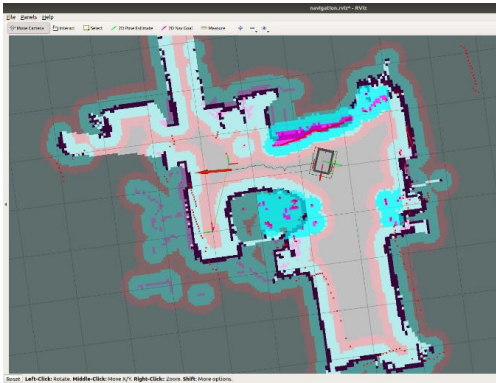 navigation.rviz* - RViz
File Panels Help
Move Camera Interact Select 2D Pose Estimate 2D Nav Goal Measure
Reset Left-Click: Rotate. Middle-Click: Move X/Y. Right-Click: Zoom. Shift: More options.